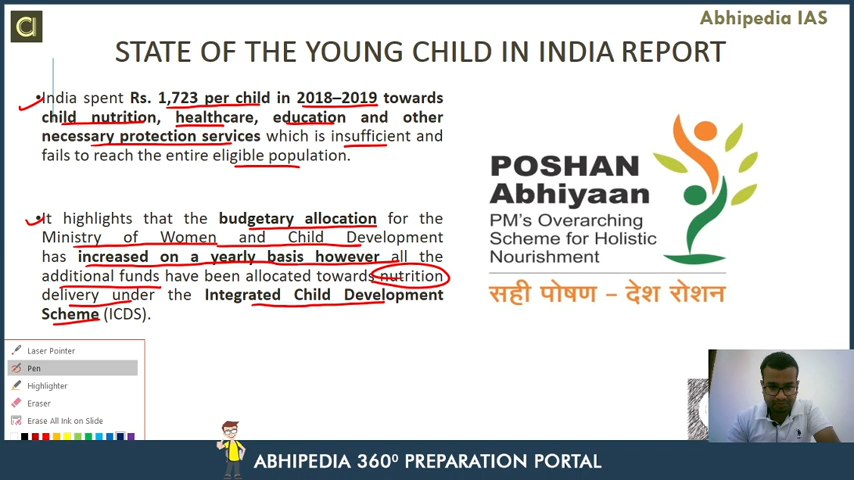 Abhipedia IAS
STATE OF THE YOUNG CHILD IN INDIA REPORT
•India spent Rs. 1,723 per child in 2018–2019 towards
child nutrition, healthcare, education and other
necessary protection services which is insufficient and
fails to reach the entire eligible population.
•It highlights that the budgetary allocation for the
Ministry of Women and Child Development
has increased on a yearly basis however all the
additional funds have been allocated towards nutrition
delivery under the Integrated Child Development
Scheme (ICDS).
POSHAN
Abhiyaan
PM's Overarching
Scheme for Holistic
Nourishment
सही पोषण – देश रोशन
Laser Pointer
Pen
Highlighter
Eraser
Erase All Ink on Slide
ABHIPEDIA 360⁰ PREPARATION PORTAL